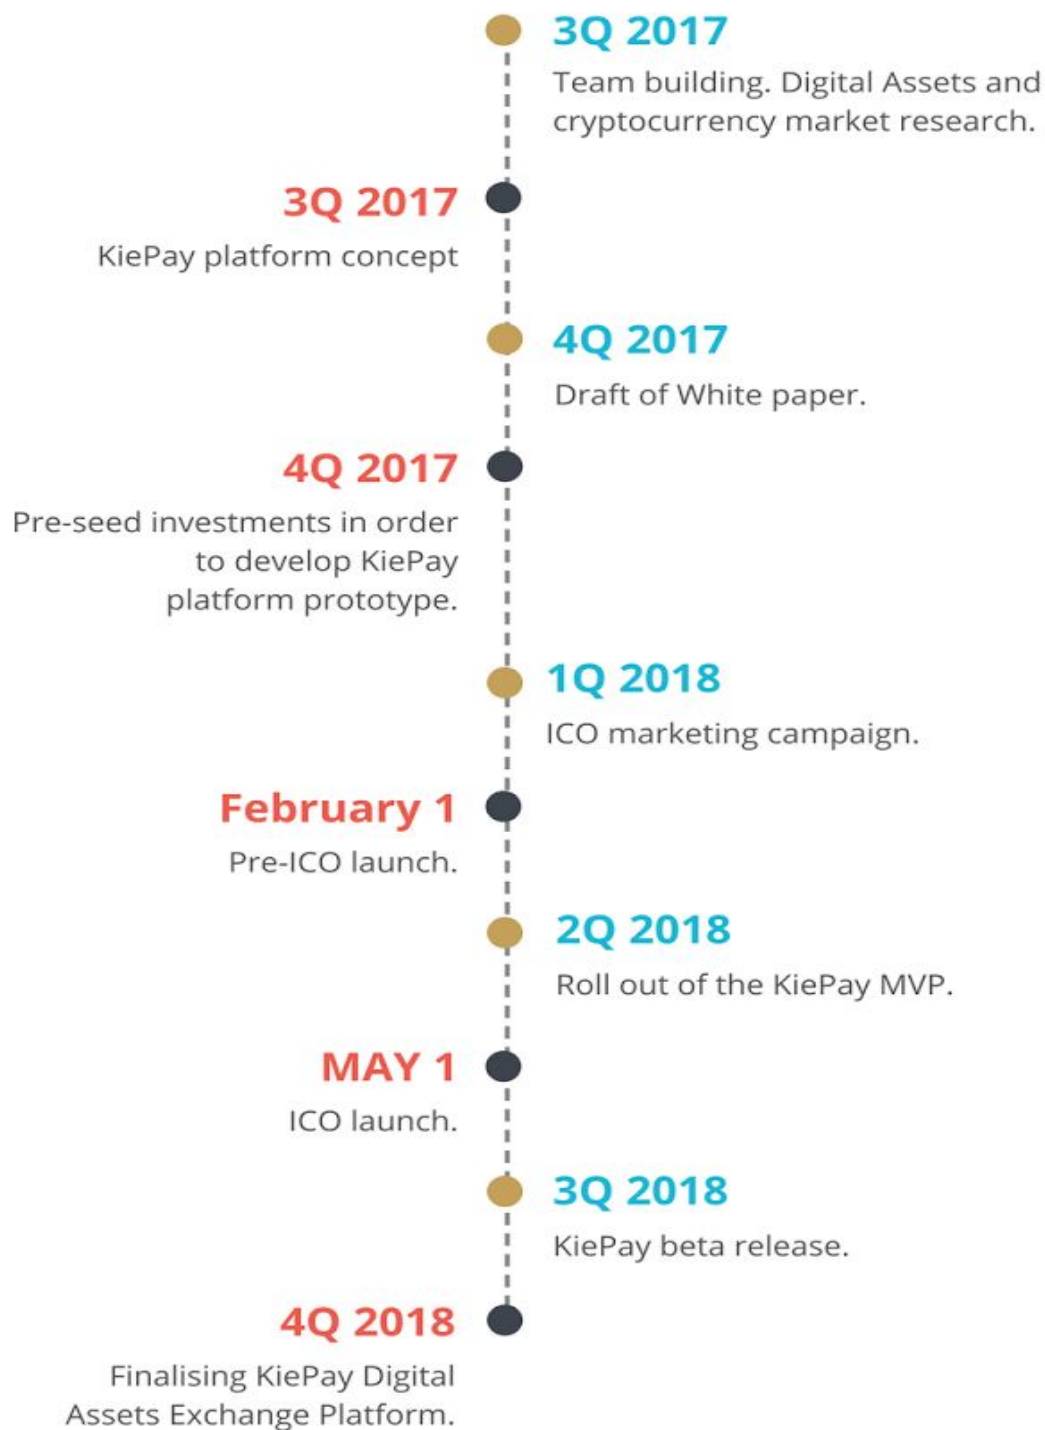 3Q 2017
Team building. Digital Assets and
cryptocurrency market research.
3Q 2017
KiePay platform concept
4Q 2017
Draft of White paper.
4Q 2017
Pre-seed investments in order
to develop KiePay
platform prototype.
1Q 2018
ICO marketing campaign.
February 1
Pre-ICO launch.
2Q 2018
Roll out of the KiePay MVP.
MAY 1
ICO launch.
3Q 2018
KiePay beta release.
4Q 2018
Finalising KiePay Digital
Assets Exchange Platform.